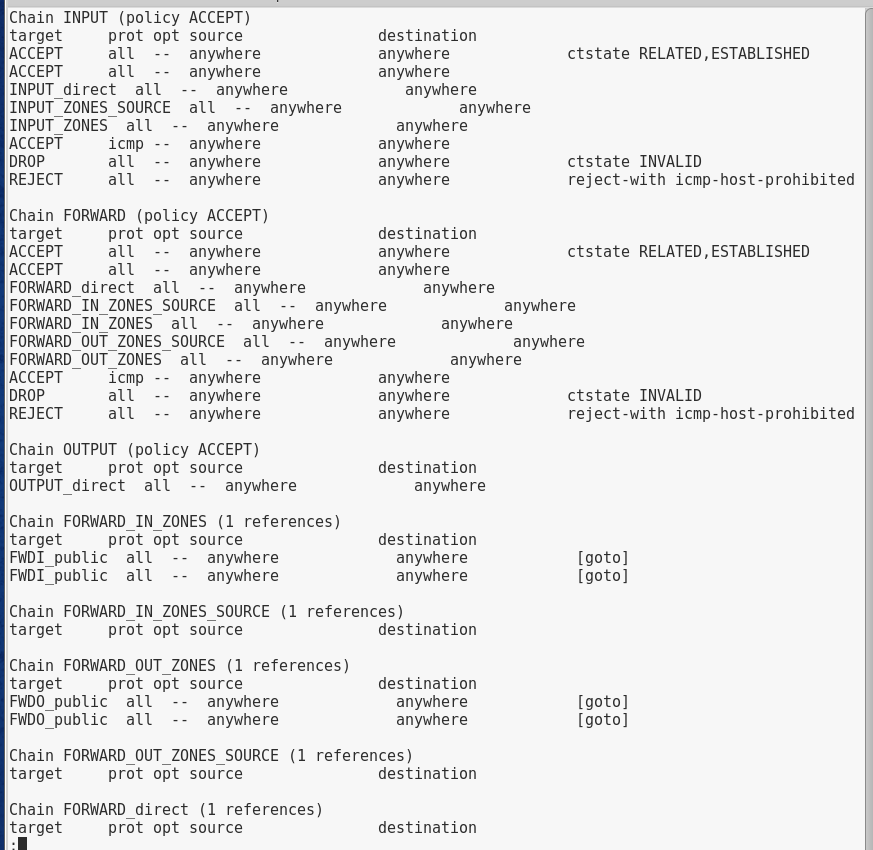 Chain INPUT (policy ACCEPT)
target     prot opt source               destination
ACCEPT     all  --  anywhere             anywhere             ctstate RELATED,ESTABLISHED
ACCEPT     all  --  anywhere             anywhere
INPUT_direct  all  --  anywhere             anywhere
INPUT_ZONES_SOURCE  all  --  anywhere             anywhere
INPUT_ZONES  all  --  anywhere             anywhere
ACCEPT     icmp --  anywhere             anywhere
DROP       all  --  anywhere             anywhere             ctstate INVALID
REJECT     all  --  anywhere             anywhere             reject-with icmp-host-prohibited

Chain FORWARD (policy ACCEPT)
target     prot opt source               destination
ACCEPT     all  --  anywhere             anywhere             ctstate RELATED,ESTABLISHED
ACCEPT     all  --  anywhere             anywhere
FORWARD_direct  all  --  anywhere             anywhere
FORWARD_IN_ZONES_SOURCE  all  --  anywhere             anywhere
FORWARD_IN_ZONES  all  --  anywhere             anywhere
FORWARD_OUT_ZONES_SOURCE  all  --  anywhere             anywhere
FORWARD_OUT_ZONES  all  --  anywhere             anywhere
ACCEPT     icmp --  anywhere             anywhere
DROP       all  --  anywhere             anywhere             ctstate INVALID
REJECT     all  --  anywhere             anywhere             reject-with icmp-host-prohibited

Chain OUTPUT (policy ACCEPT)
target     prot opt source               destination
OUTPUT_direct  all  --  anywhere             anywhere

Chain FORWARD_IN_ZONES (1 references)
target     prot opt source               destination
FWDI_public  all  --  anywhere             anywhere            [goto]
FWDI_public  all  --  anywhere             anywhere            [goto]

Chain FORWARD_IN_ZONES_SOURCE (1 references)
target     prot opt source               destination

Chain FORWARD_OUT_ZONES (1 references)
target     prot opt source               destination
FWDO_public  all  --  anywhere             anywhere            [goto]
FWDO_public  all  --  anywhere             anywhere            [goto]

Chain FORWARD_OUT_ZONES_SOURCE (1 references)
target     prot opt source               destination

Chain FORWARD_direct (1 references)
target     prot opt source               destination
: